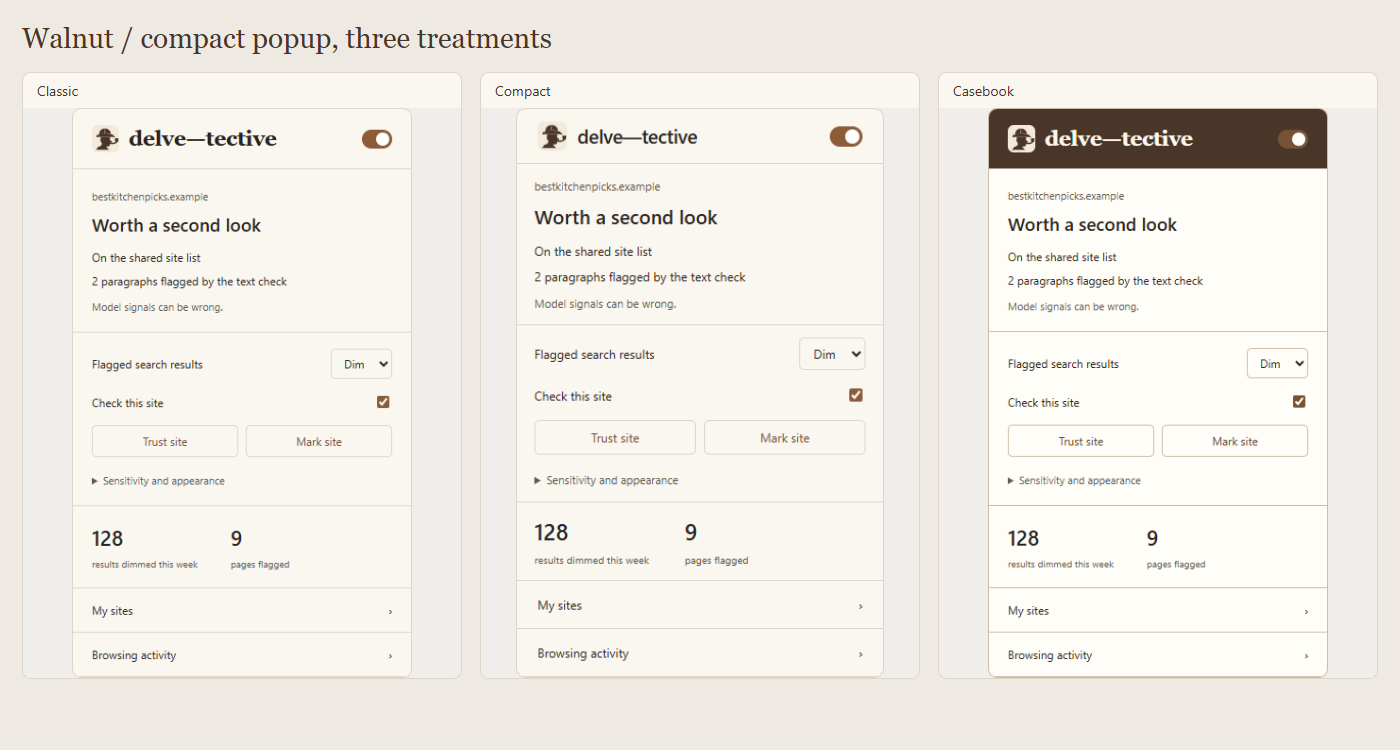 Walnut / compact popup, three treatments
Classic
delve—tective
bestkitchenpicks.example
Worth a second look
On the shared site list
2 paragraphs flagged by the text check
Model signals can be wrong.
Flagged search results
Dim
Check this site
Trust site
Mark site
▶ Sensitivity and appearance
128
results dimmed this week
9
pages flagged
My sites ›
Browsing activity ›
Compact
delve—tective
bestkitchenpicks.example
Worth a second look
On the shared site list
2 paragraphs flagged by the text check
Model signals can be wrong.
Flagged search results
Dim
Check this site
Trust site
Mark site
▶ Sensitivity and appearance
128
results dimmed this week
9
pages flagged
My sites ›
Browsing activity ›
Casebook
delve—tective
bestkitchenpicks.example
Worth a second look
On the shared site list
2 paragraphs flagged by the text check
Model signals can be wrong.
Flagged search results
Dim
Check this site
Trust site
Mark site
▶ Sensitivity and appearance
128
results dimmed this week
9
pages flagged
My sites ›
Browsing activity ›